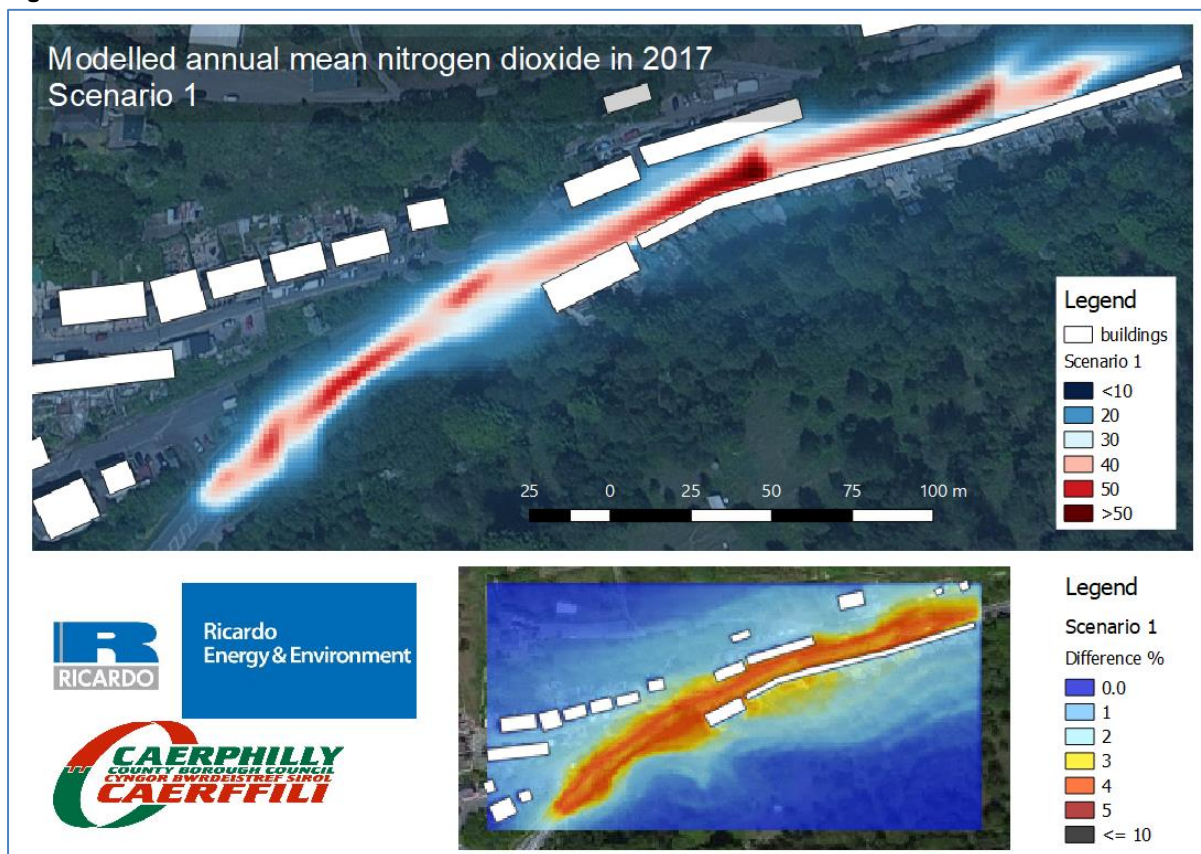 Modelled annual mean nitrogen dioxide in 2017
Scenario 1
Legend
buildings
Scenario 1
<10
20
30
40
50
>50
25 0 25 50 75 100 m
R
RICARDO
Ricardo
Energy & Environment
CAERPHILLY
COUNTY BOROUGH COUNCIL
CYNGOR BWRDEISTREF SIROL
CAERFFILI
Legend
Scenario 1
Difference %
0.0
1
2
3
4
5
<= 10